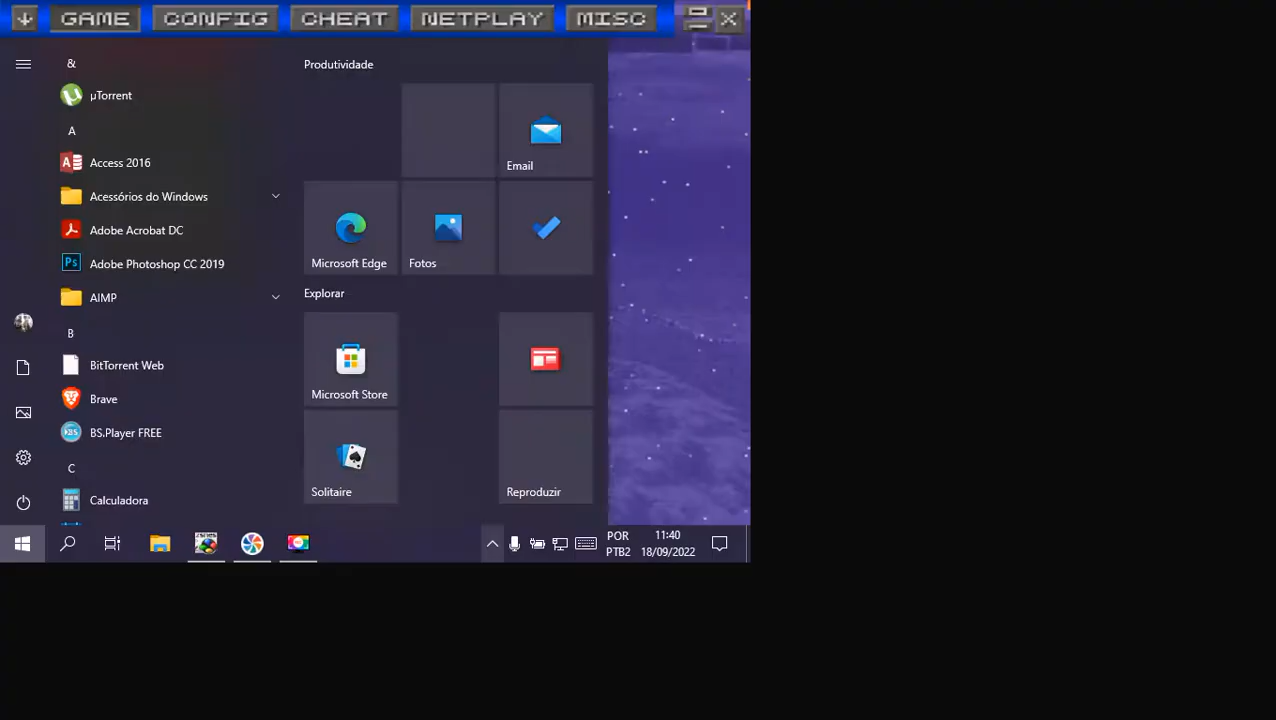 GAME CONFIG CHEAT NETPLAY MISC
&
µTorrent
A
Access 2016
Acessórios do Windows
Adobe Acrobat DC
Ps Adobe Photoshop CC 2019
AIMP
B
BitTorrent Web
Brave
BS.Player FREE
C
Calculadora
Produtividade
Email
Microsoft Edge
Fotos
Explorar
Microsoft Store
Solitaire
Reproduzir
POR
PTB2
11:40
18/09/2022